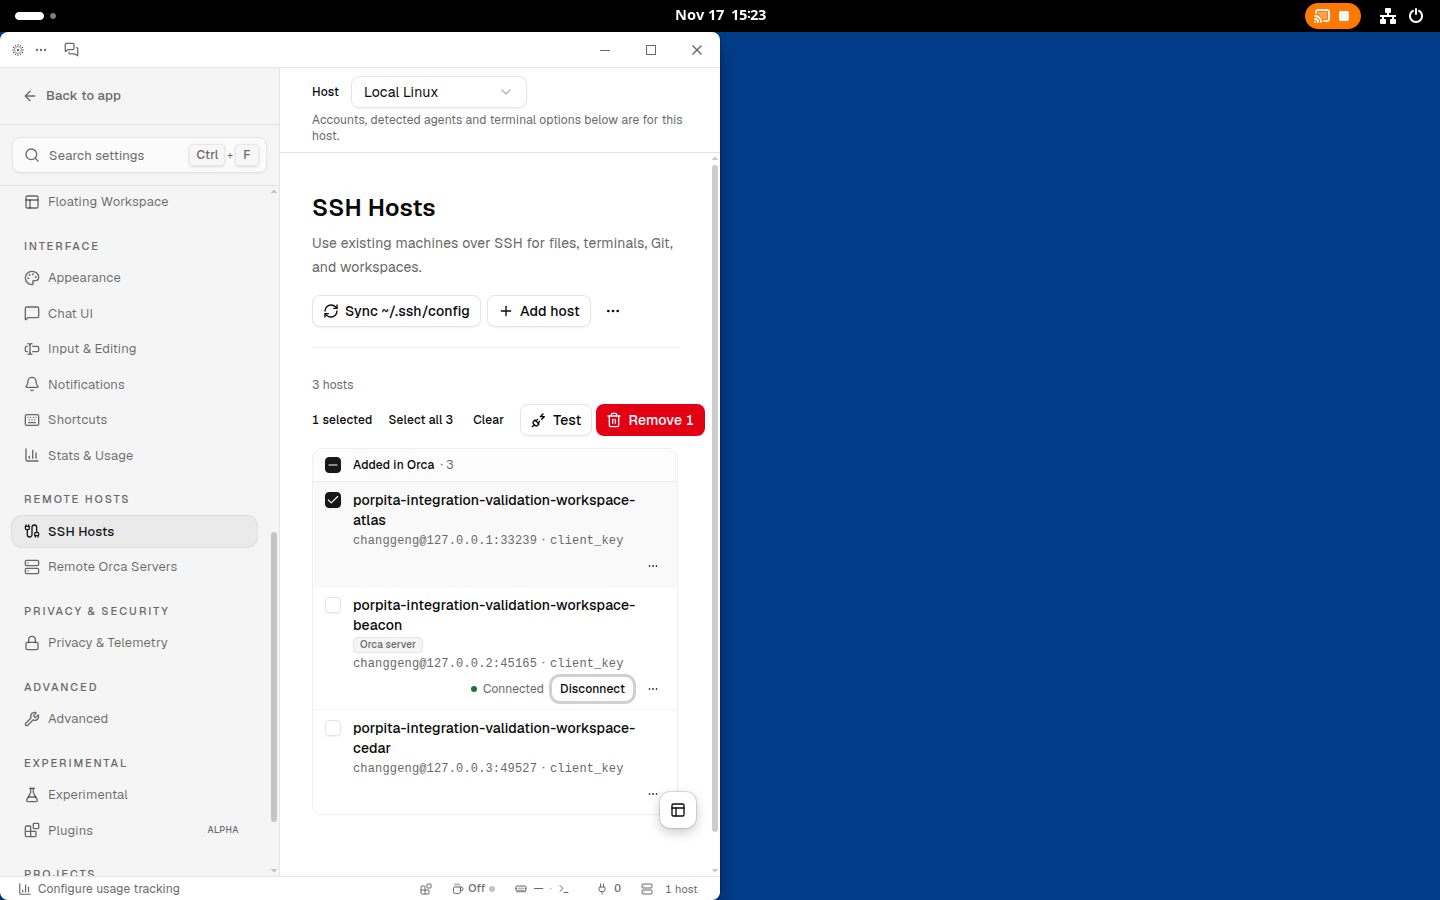 Nov 17 15:23
Back to app
Search settings
Ctrl + F
Floating Workspace
INTERFACE
Appearance
Chat UI
Input & Editing
Notifications
Shortcuts
Stats & Usage
REMOTE HOSTS
SSH Hosts
Remote Orca Servers
PRIVACY & SECURITY
Privacy & Telemetry
ADVANCED
Advanced
EXPERIMENTAL
Experimental
Plugins ALPHA
PROJECTS
Host Local Linux
Accounts, detected agents and terminal options below are for this
host.
SSH Hosts
Use existing machines over SSH for files, terminals, Git,
and workspaces.
Sync ~/.ssh/config Add host
3 hosts
1 selected Select all 3 Clear Test Remove 1
Added in Orca · 3
porpita-integration-validation-workspace-
atlas
changgeng@127.0.0.1:33239 · client_key
porpita-integration-validation-workspace-
beacon
Orca server
changgeng@127.0.0.2:45165 · client_key
Connected Disconnect
porpita-integration-validation-workspace-
cedar
changgeng@127.0.0.3:49527 · client_key
Configure usage tracking Off — · 0 1 host